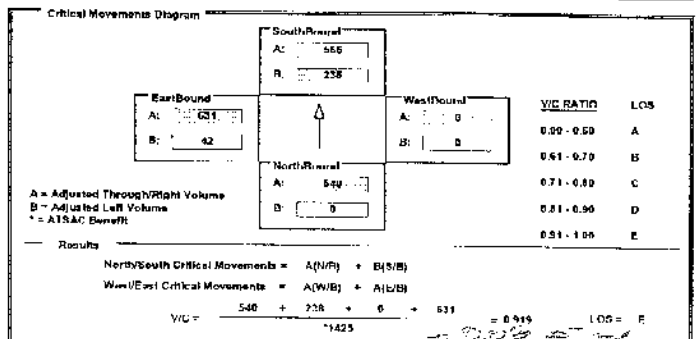 Critical Movements Diagram
SouthBound
A:
B: 238
EastBound
A: 631
B: 42
WestBound
A: 0
B: 0
NorthBound
A: 540
B: 0
V/C RATIO LOS
0.00 - 0.60 A
0.61 - 0.70 B
0.71 - 0.80 C
0.81 - 0.90 D
0.91 - 1.00 E
A = Adjusted Through/Right Volume
B = Adjusted Left Volume
* = ATSAC Benefit
Results
North/South Critical Movements = A(N/B) + B(S/B)
West/East Critical Movements = A(W/B) + A(E/B)
V/C = 540 + 238 + 0 + 631
*1425
= 0.919 LOS = E